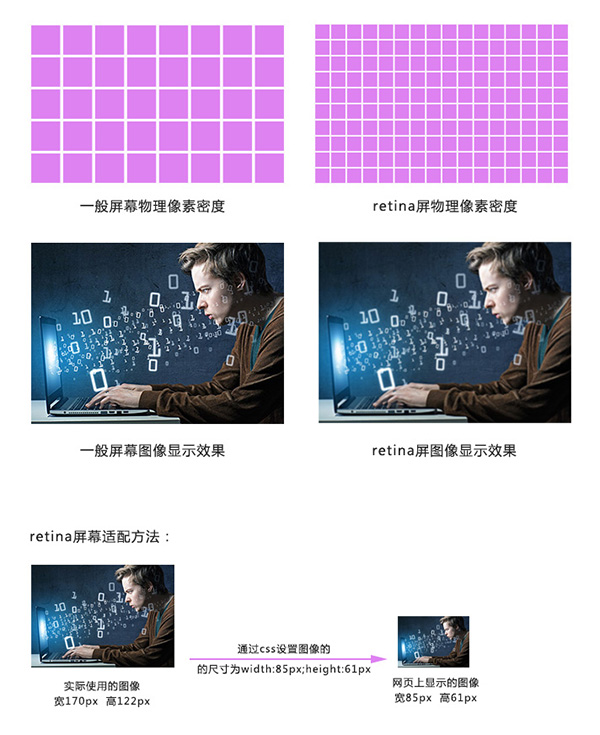 一般屏幕物理像素密度
retina屏物理像素密度
一般屏幕图像显示效果
retina屏图像显示效果
retina屏幕适配方法：
通过css设置图像的
的尺寸为width:85px;height:61px
实际使用的图像
宽170px 高122px
网页上显示的图像
宽85px 高61px